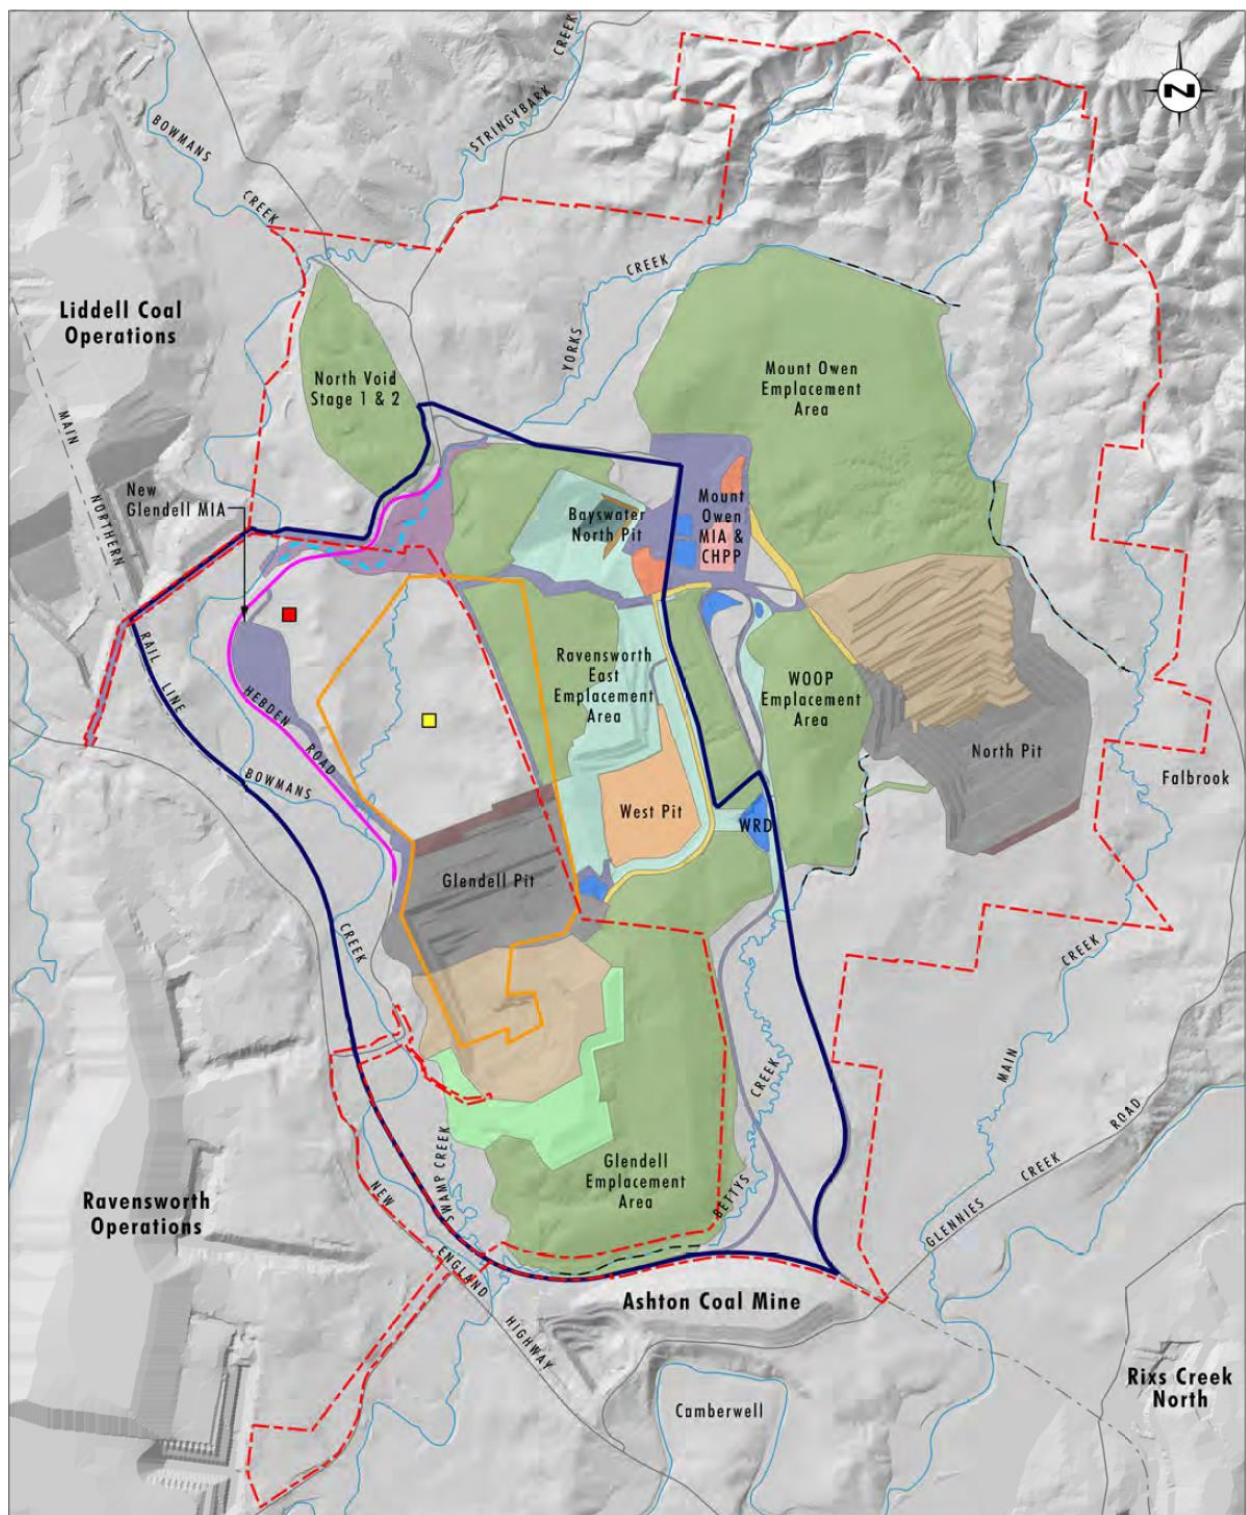 CREEK
STRINGYBARK
BOWMANS
CREEK
N
Liddell Coal
Operations
CREEK
YORKS
North Void
Stage 1 & 2
Mount Owen
Emplacement
Area
MAIN
NORTHERN
New
Glendell MIA
Bayswater
North Pit
Mount
Owen
MIA &
CHPP
RAIL
LINE
HEBDEN
ROAD
Ravensworth
East
Emplacement
Area
WOOP
Emplacement
Area
North Pit
Falbrook
BOWMANS
CREEK
West Pit
WRD
Glendell Pit
CREEK
MAIN
CREEK
BETTYS
ROAD
CREEK
GLENNIES
SWAMP CREEK
Glendell
Emplacement
Area
Ravensworth
Operations
NEW
ENGLAND
HIGHWAY
Ashton Coal Mine
Camberwell
Rixs Creek
North